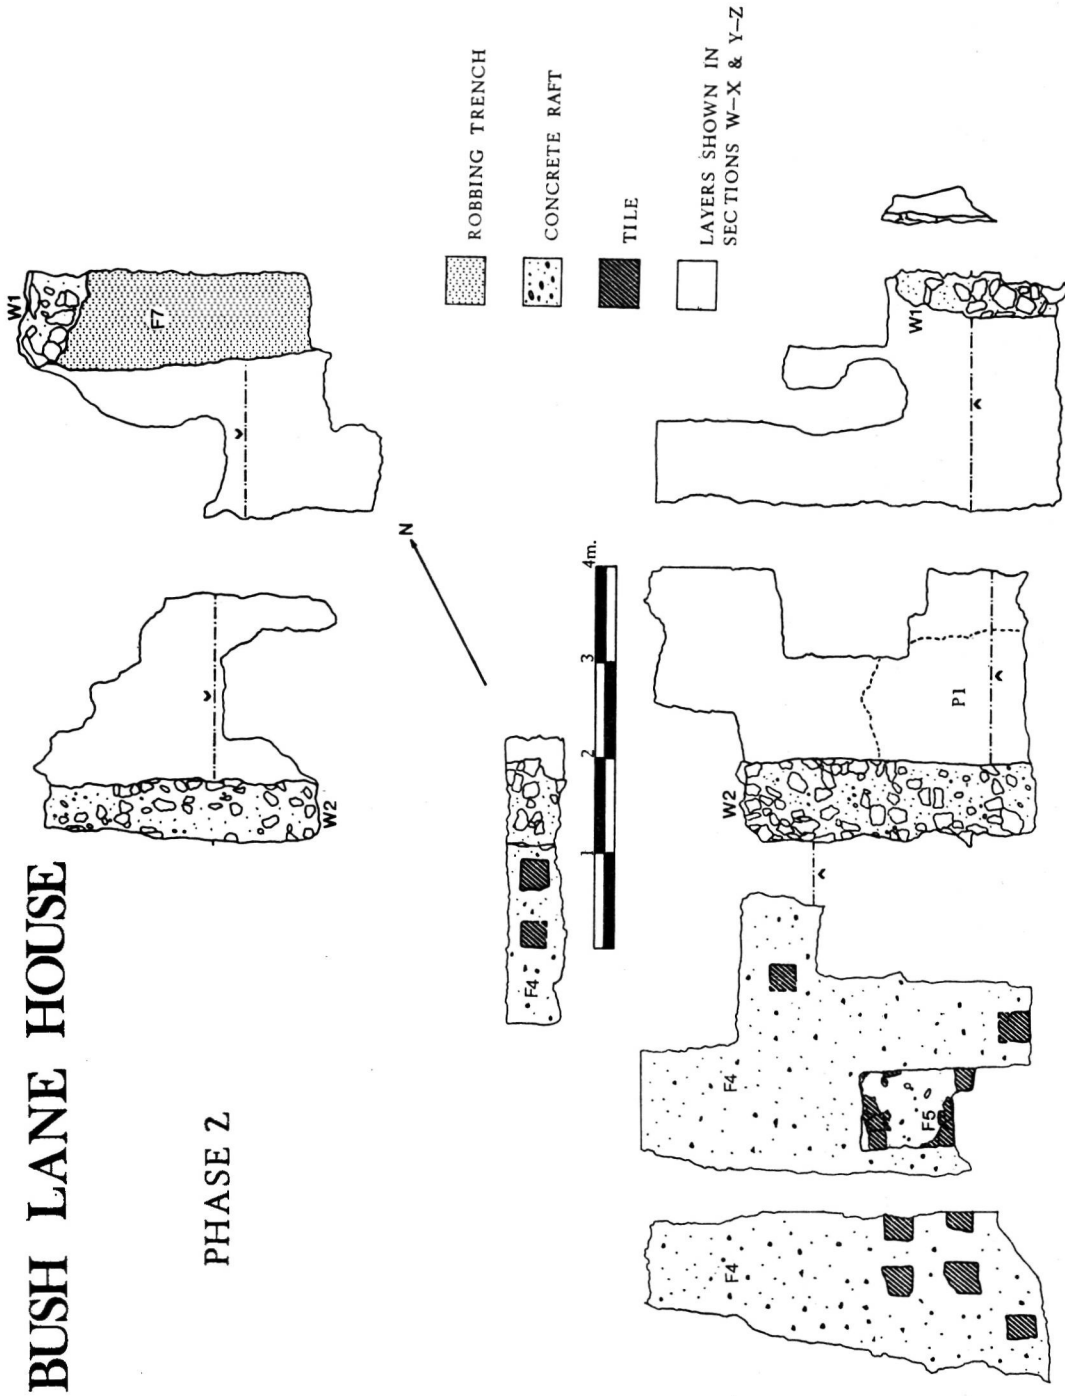 BUSH LANE HOUSE
PHASE 2
W1
F7
W2
N
ROBBING TRENCH
CONCRETE RAFT
TILE
LAYERS SHOWN IN
SECTIONS W–X & Y–Z
F4
1
2
3
4m.
W1
W2
P1
F4
F5
F4